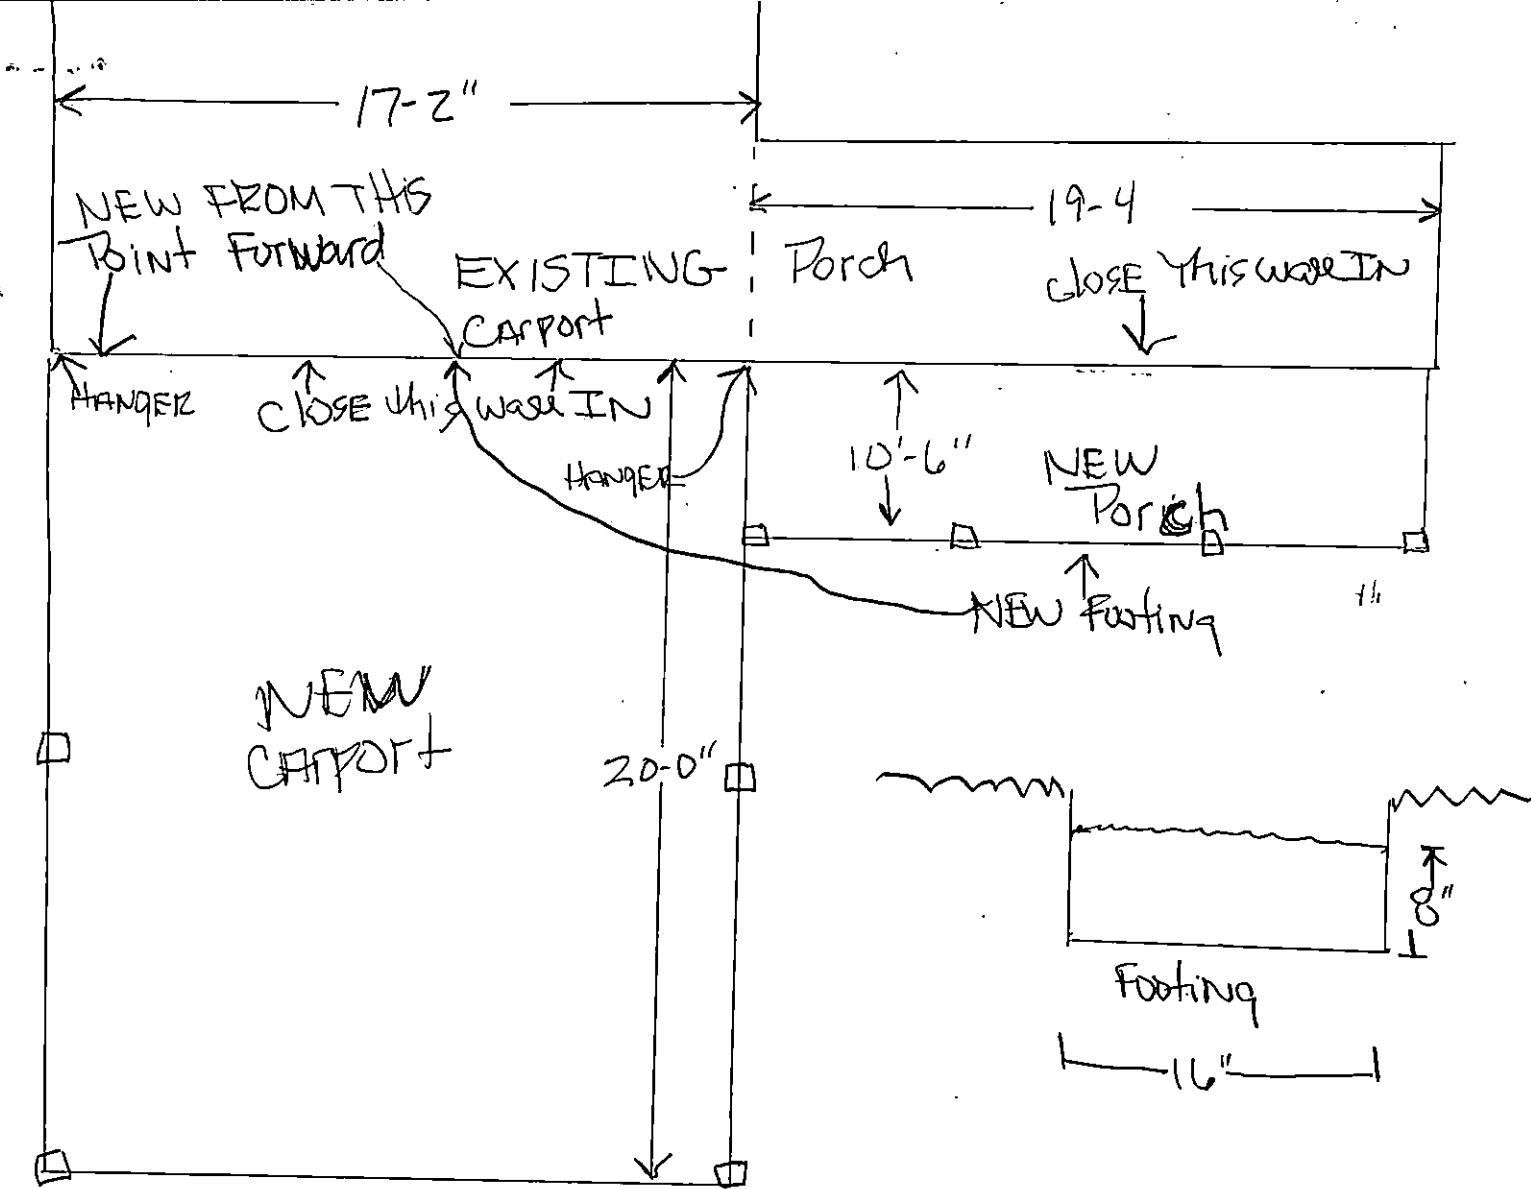 17-2"
NEW FROM THIS
Point Forward
EXISTING
CARPORT
Porch
19-4
CLOSE this wall IN
HANGER
CLOSE this wall IN
HANGER
10'-6"
NEW
Porch
NEW Footing
NEW
CARPORT
20-0"
8"
Footing
16"